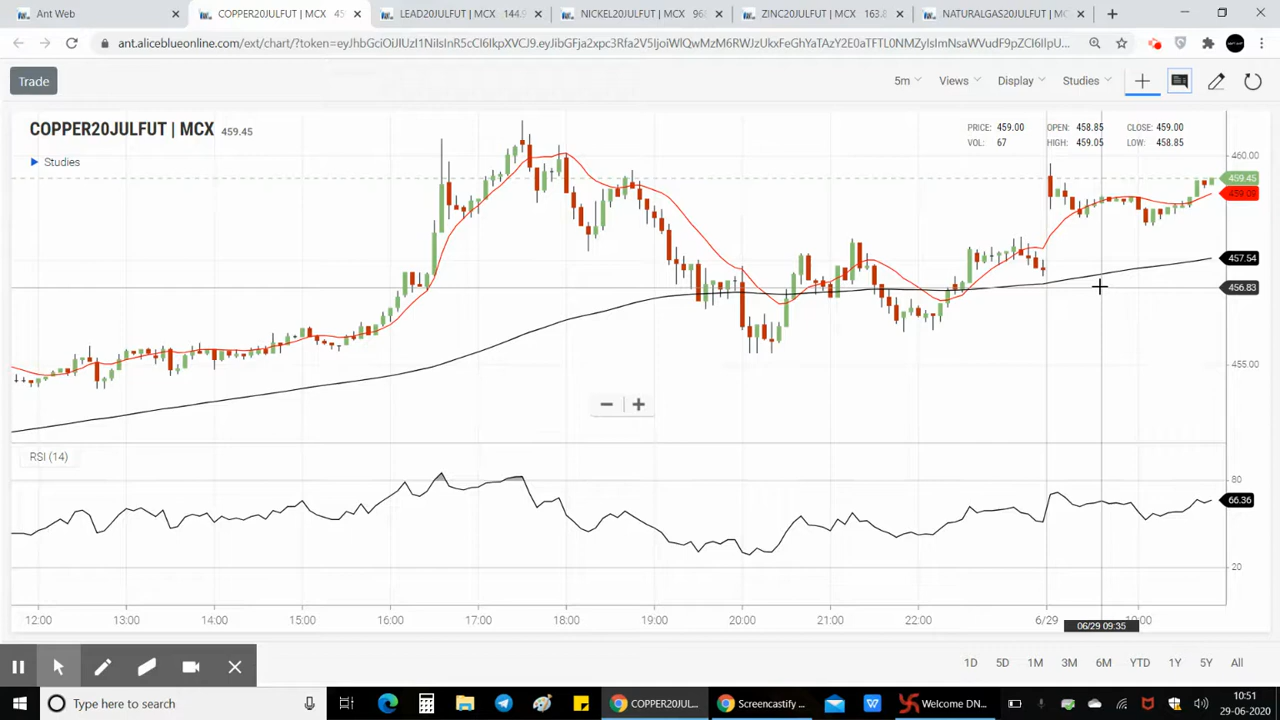 Ant Web
COPPER20JULFUT | MCX 45
LEAD20JULFUT | MCX 144.9
NICKEL20JULFUT | MCX 96
ZINC20JULFUT | MCX 163.8
NATURALGAS20JULFUT | M
Trade
5m
Views
Display
Studies
COPPER20JULFUT | MCX 459.45
PRICE: 459.00 OPEN: 458.85 CLOSE: 459.00
VOL: 67 HIGH: 459.05 LOW: 458.85
Studies
460.00
459.45
459.09
457.54
456.83
455.00
RSI (14)
80
66.36
20
12:00 13:00 14:00 15:00 16:00 17:00 18:00 19:00 20:00 21:00 22:00 6/29
06/29 09:35
1D 5D 1M 3M 6M YTD 1Y 5Y All
Type here to search
COPPER20JUL...
Screencastify ...
Welcome DN...
10:51
29-06-2020